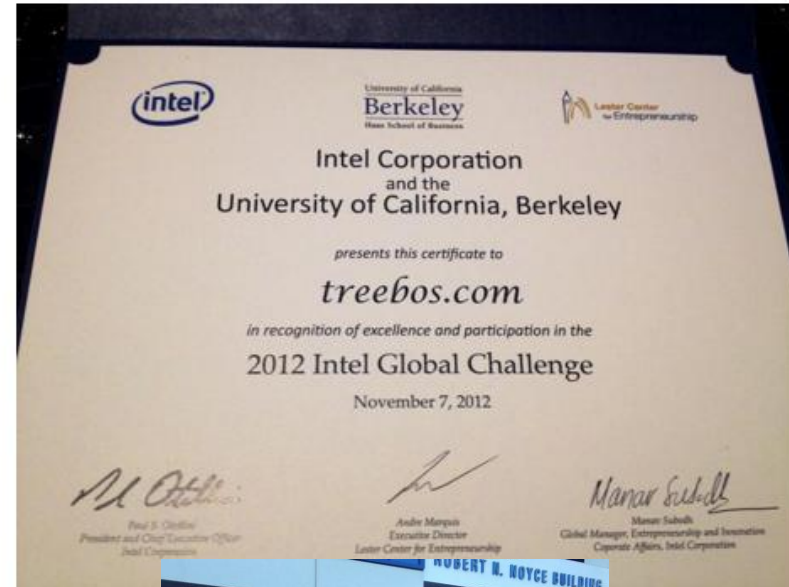 intel
University of California
Berkeley
Haas School of Business
Lester Center
for Entrepreneurship
Intel Corporation
and the
University of California, Berkeley
presents this certificate to
treebos.com
in recognition of excellence and participation in the
2012 Intel Global Challenge
November 7, 2012
Paul S. Otellini
President and Chief Executive Officer
Intel Corporation
Andre Marquis
Executive Director
Lester Center for Entrepreneurship
Manav Subodh
Global Manager, Entrepreneurship and Innovation
Coporate Affairs, Intel Corporation
ROBERT N. NOYCE BUILDING